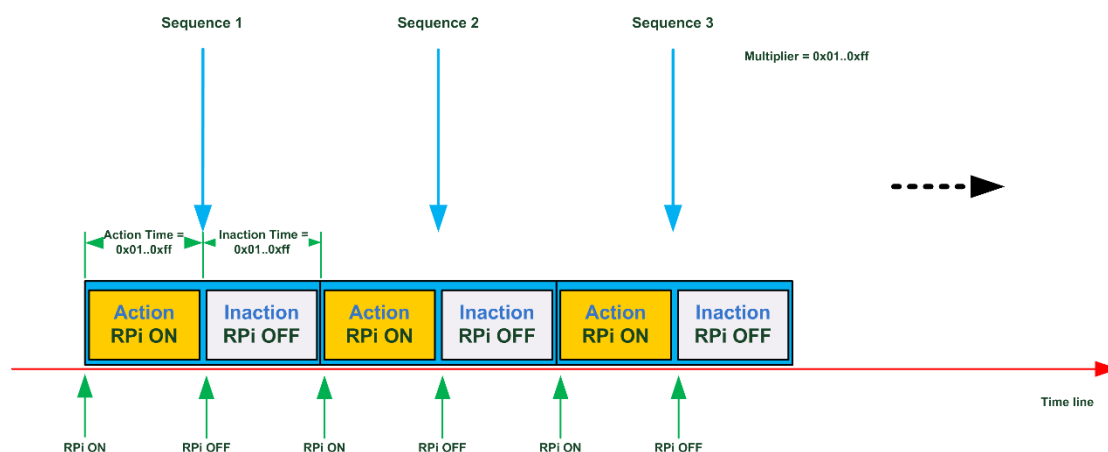 Sequence 1
Sequence 2
Sequence 3
Multiplier = 0x01..0xff
Action Time =
0x01..0xff
Inaction Time =
0x01..0xff
Action
RPi ON
Inaction
RPi OFF
Action
RPi ON
Inaction
RPi OFF
Action
RPi ON
Inaction
RPi OFF
Time line
RPi ON
RPi OFF
RPi ON
RPi OFF
RPi ON
RPi OFF